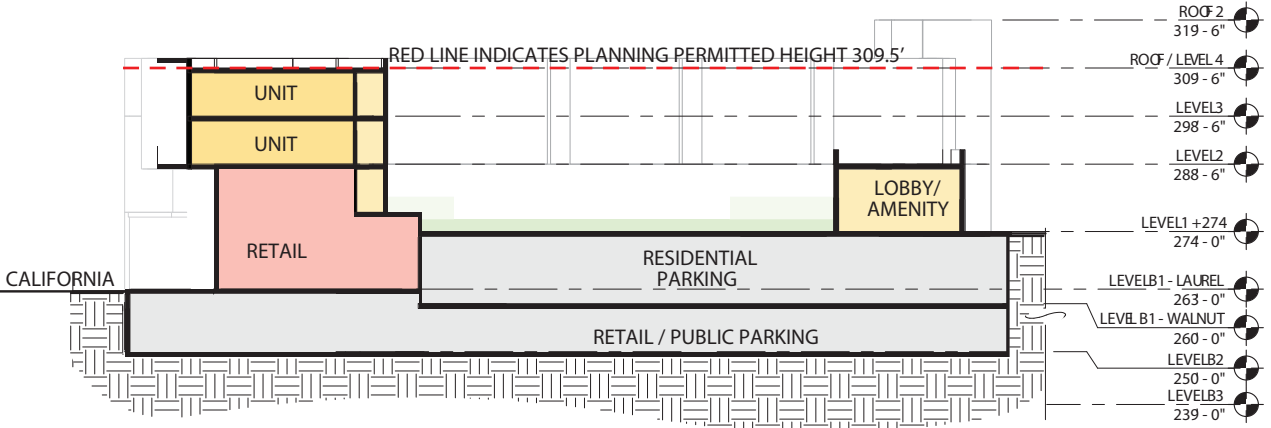 ROOF 2
319 - 6"
RED LINE INDICATES PLANNING PERMITTED HEIGHT 309.5'
ROOF / LEVEL 4
309 - 6"
UNIT
LEVEL3
298 - 6"
UNIT
LEVEL2
288 - 6"
LOBBY/
AMENITY
LEVEL1 +274
274 - 0"
RETAIL
RESIDENTIAL
PARKING
CALIFORNIA
LEVELB1 - LAUREL
263 - 0"
LEVEL B1 - WALNUT
260 - 0"
RETAIL / PUBLIC PARKING
LEVELB2
250 - 0"
LEVELB3
239 - 0"